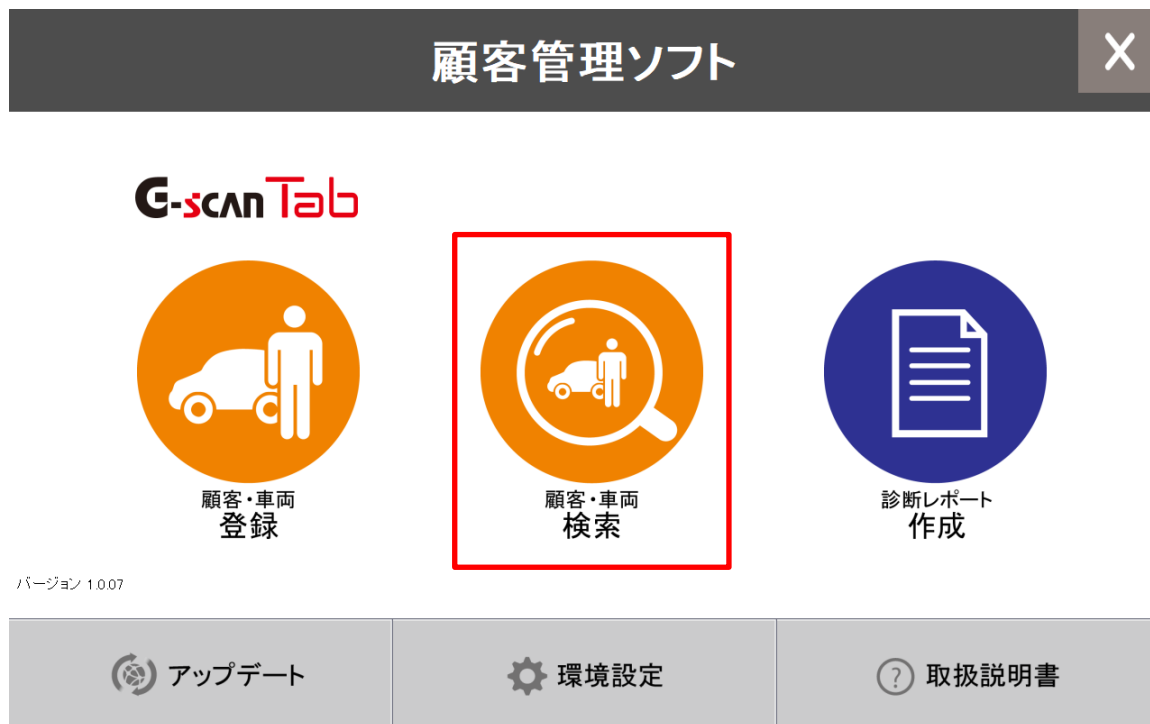 顧客管理ソフト
X
G-scan Tab
顧客・車両
登録
顧客・車両
検索
診断レポート
作成
バージョン 1.0.07
アップデート
環境設定
? 取扱説明書